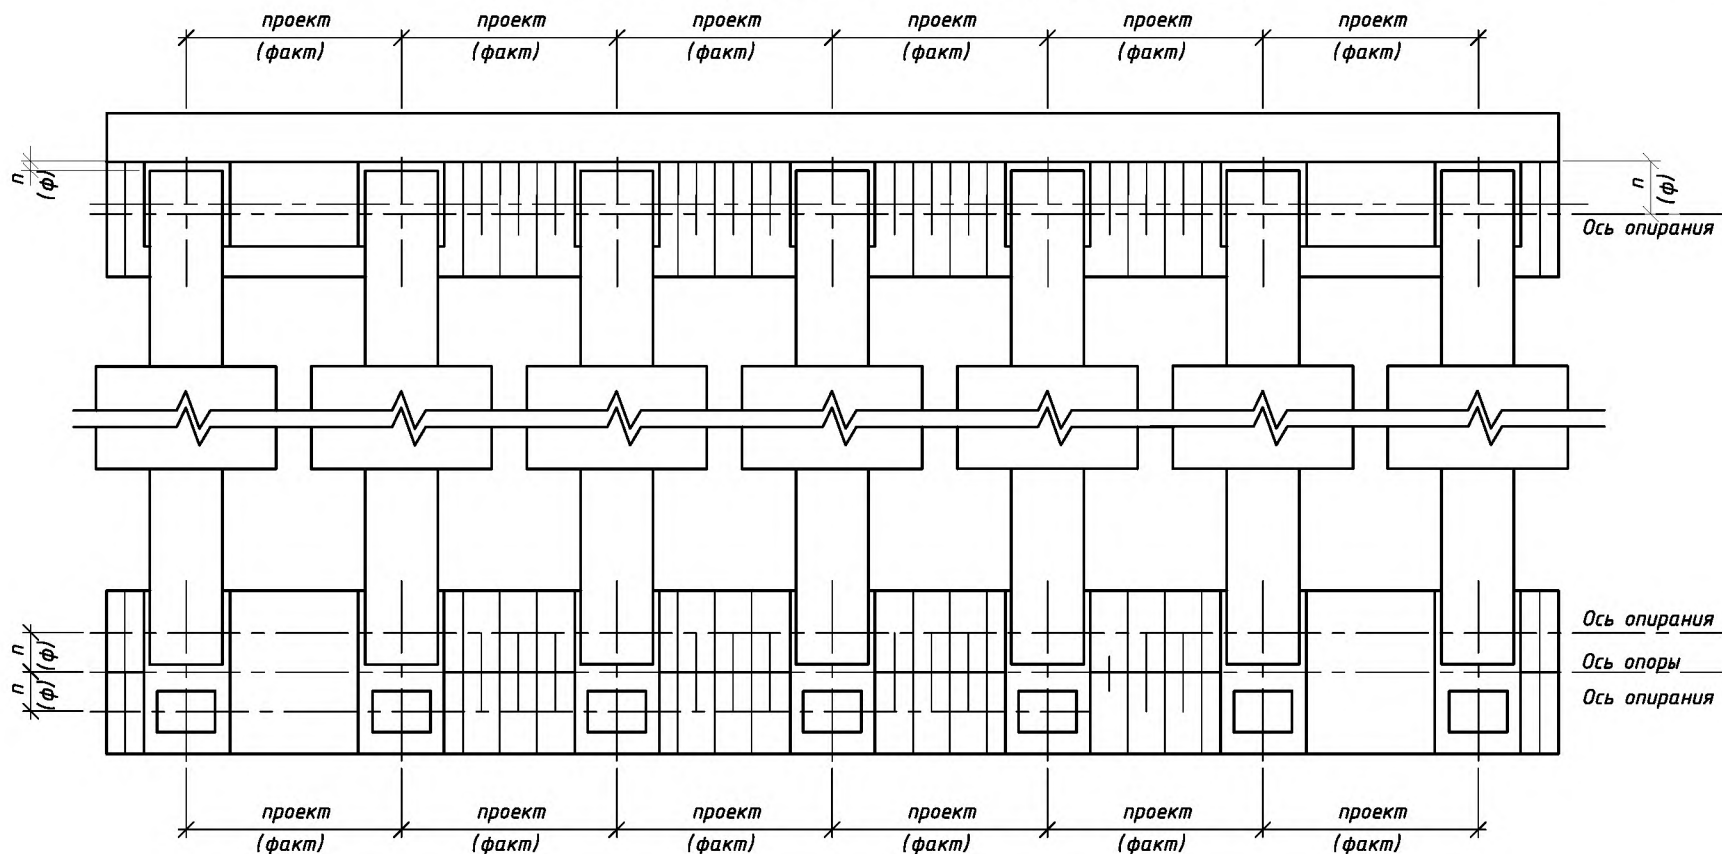 проект проект проект проект проект проект
(факт) (факт) (факт) (факт) (факт) (факт)
п
(ф)
п
(ф)
Ось опирания
Ось опирания
п
(ф)
Ось опоры
п
(ф)
Ось опирания
проект проект проект проект проект проект
(факт) (факт) (факт) (факт) (факт) (факт)